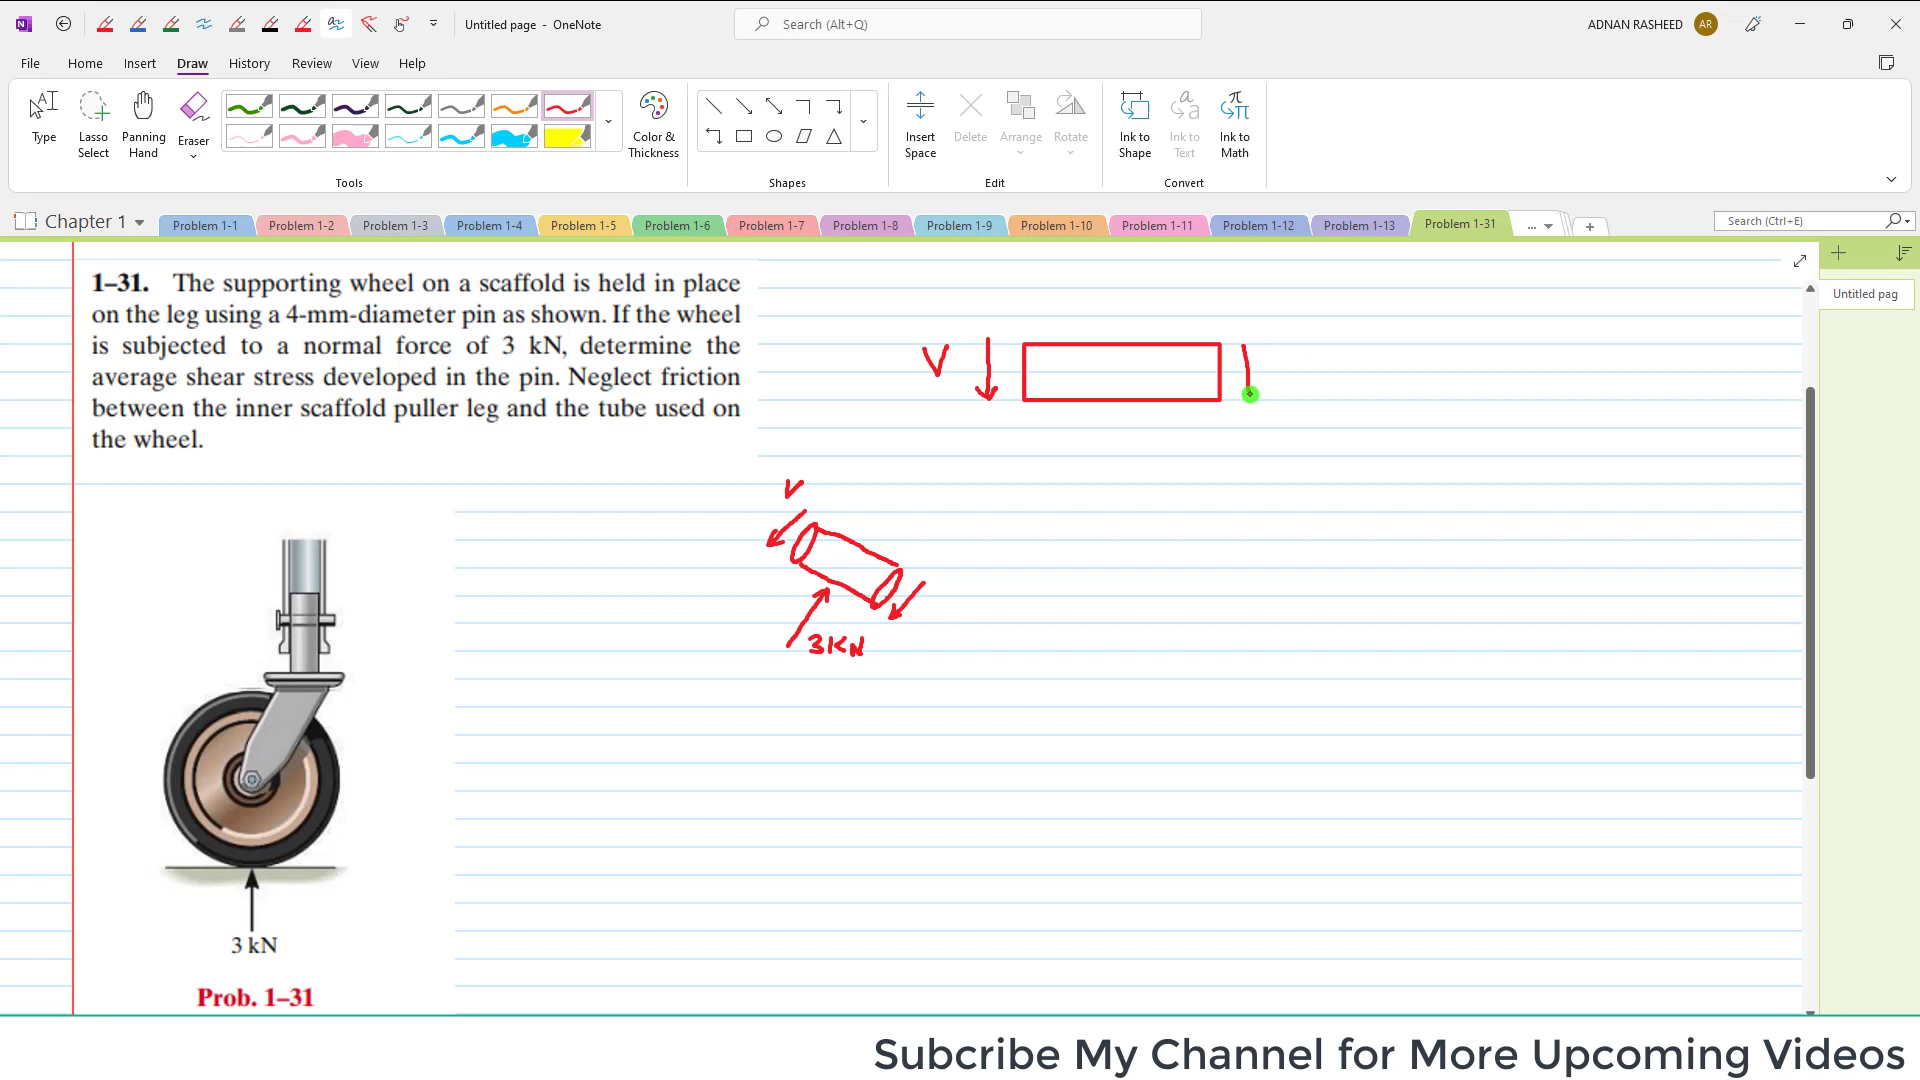 Untitled page - OneNote
Search (Alt+Q)
ADNAN RASHEED
AR
File
Home
Insert
Draw
History
Review
View
Help
Type
Lasso
Select
Panning
Hand
Eraser
Color &
Thickness
Insert
Space
Delete
Arrange
Rotate
Ink to
Shape
Ink to
Text
Ink to
Math
Tools
Shapes
Edit
Convert
Chapter 1
Problem 1-1
Problem 1-2
Problem 1-3
Problem 1-4
Problem 1-5
Problem 1-6
Problem 1-7
Problem 1-8
Problem 1-9
Problem 1-10
Problem 1-11
Problem 1-12
Problem 1-13
Problem 1-31
...
Search (Ctrl+E)
Untitled pag
1–31. The supporting wheel on a scaffold is held in place
on the leg using a 4-mm-diameter pin as shown. If the wheel
is subjected to a normal force of 3 kN, determine the
average shear stress developed in the pin. Neglect friction
between the inner scaffold puller leg and the tube used on
the wheel.
V
V
3KN
3 kN
Prob. 1–31
Subcribe My Channel for More Upcoming Videos